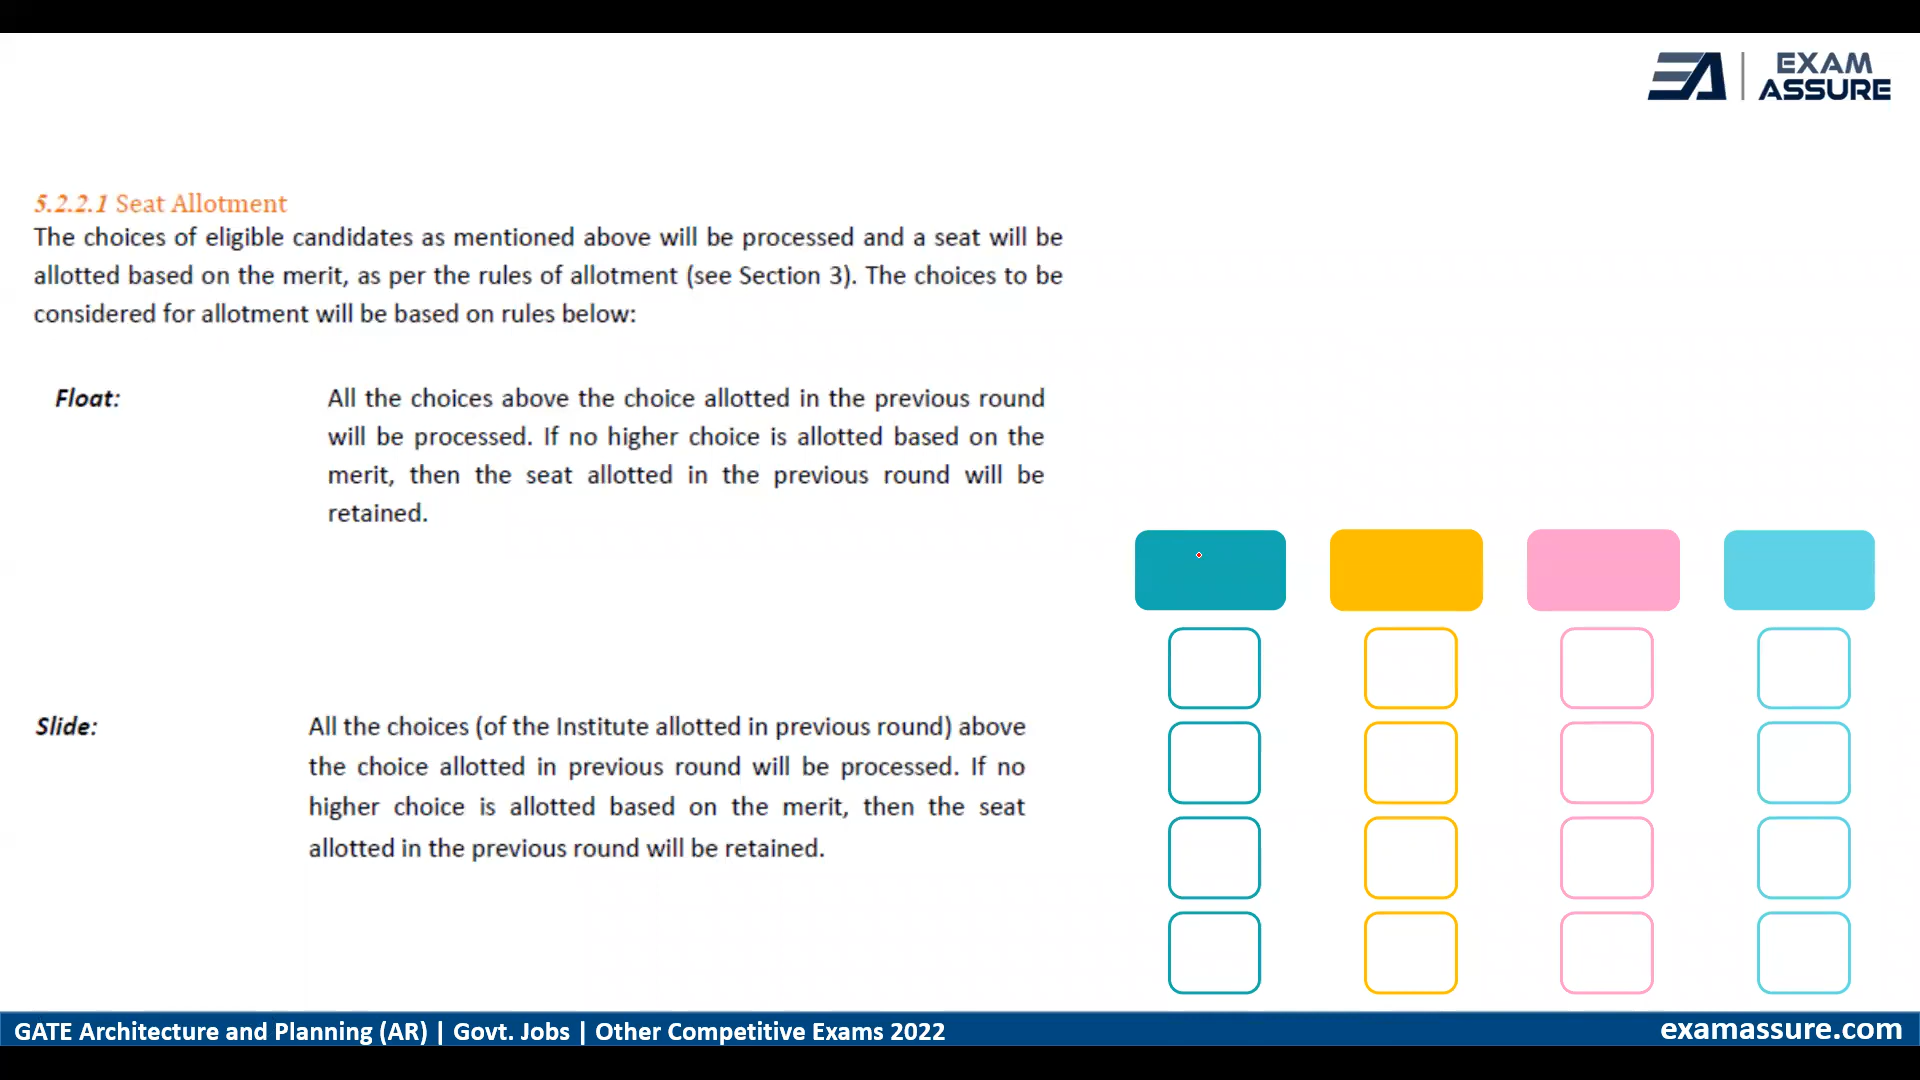 EXAM
ASSURE
5.2.2.1 Seat Allotment
The choices of eligible candidates as mentioned above will be processed and a seat will be
allotted based on the merit, as per the rules of allotment (see Section 3). The choices to be
considered for allotment will be based on rules below:
Float:
All the choices above the choice allotted in the previous round
will be processed. If no higher choice is allotted based on the
merit, then the seat allotted in the previous round will be
retained.
Slide:
All the choices (of the Institute allotted in previous round) above
the choice allotted in previous round will be processed. If no
higher choice is allotted based on the merit, then the seat
allotted in the previous round will be retained.
GATE Architecture and Planning (AR) | Govt. Jobs | Other Competitive Exams 2022
examassure.com